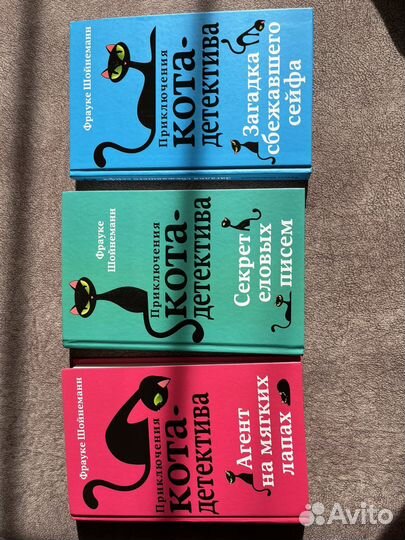 Фрауке Шойнеманн
Приключения
кота-
детектива
Загадка
сбежавшего
сейфа
Фрауке
Шойнеманн
Приключения
кота-
детектива
Секрет
еловых
писем
Фрауке Шойнеманн
Приключения
кота-
детектива
Агент
на мягких
лапах
Avito